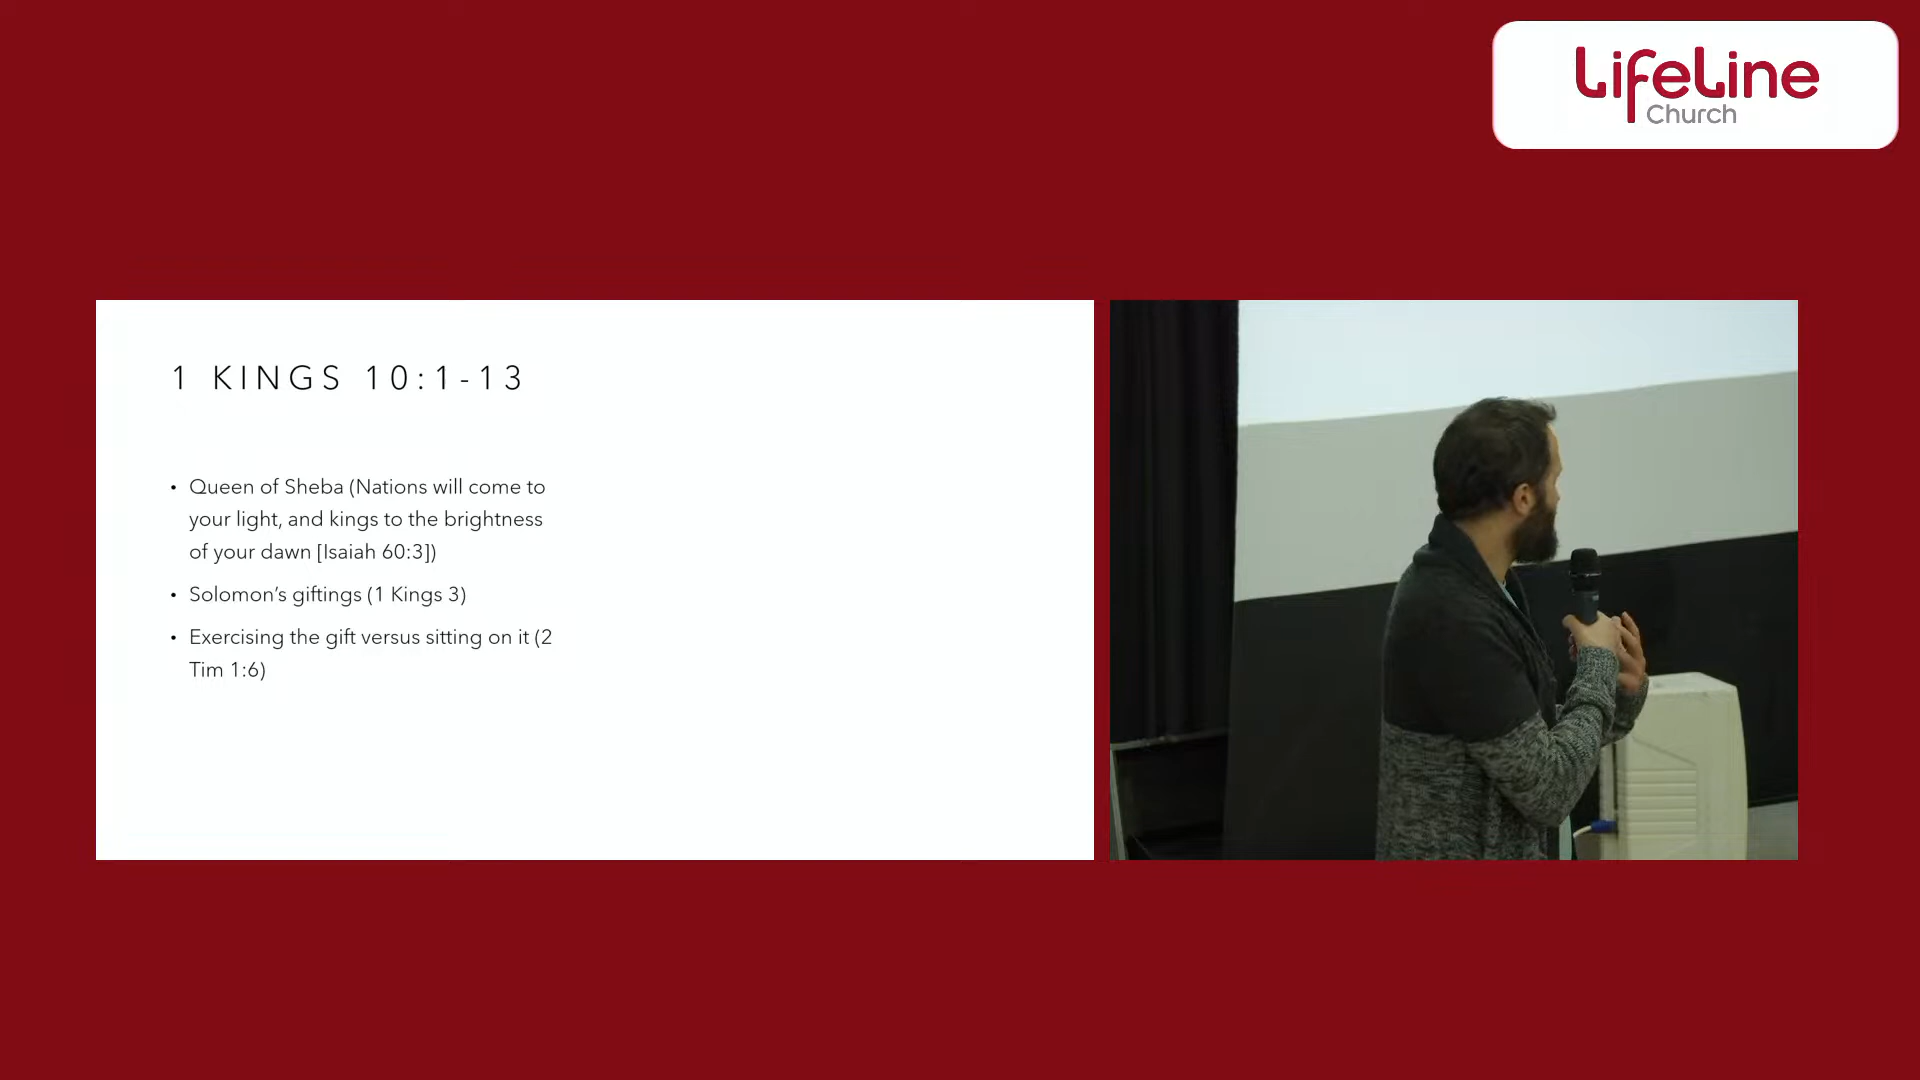 LifeLine
Church
1 KINGS 10:1-13
• Queen of Sheba (Nations will come to
your light, and kings to the brightness
of your dawn [Isaiah 60:3])
• Solomon’s giftings (1 Kings 3)
• Exercising the gift versus sitting on it (2
Tim 1:6)